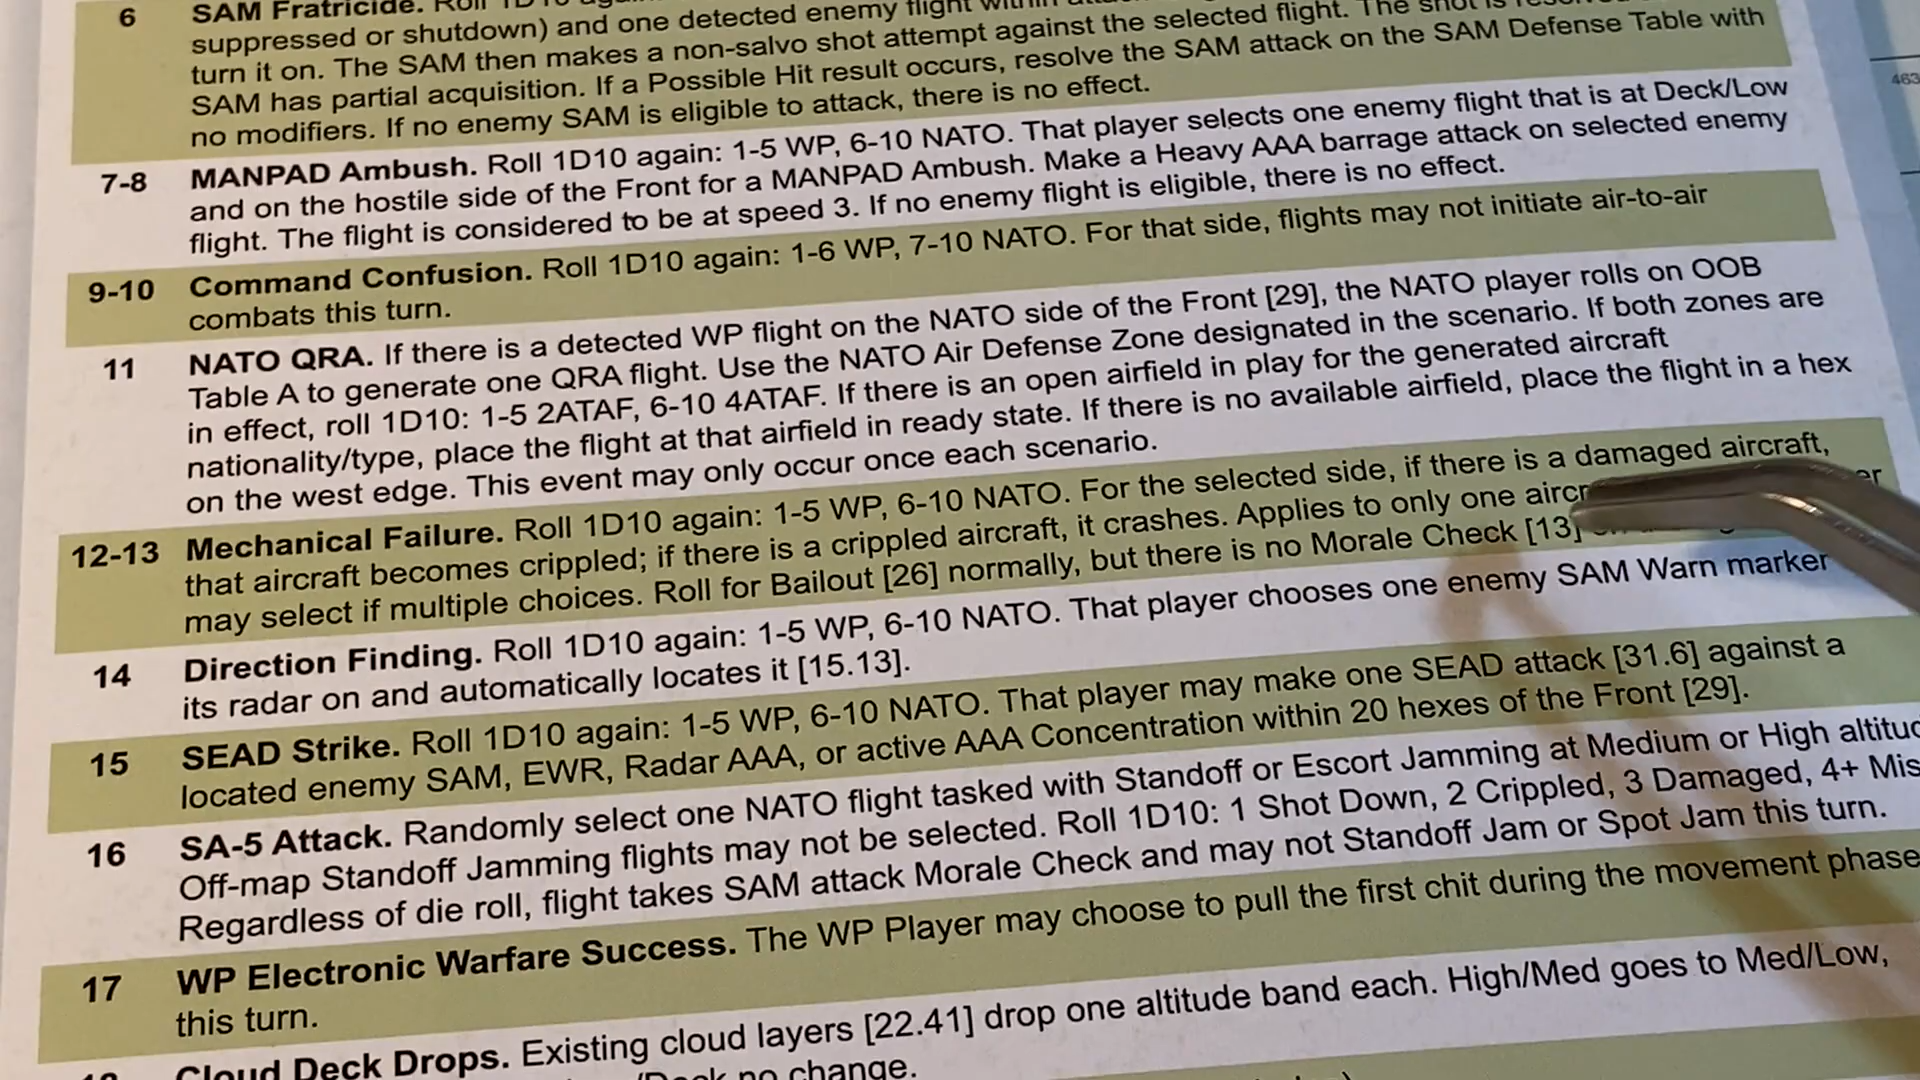 6 SAM Fratricide. Roll 1D10
suppressed or shutdown) and one detected enemy flight
turn it on. The SAM then makes a non-salvo shot attempt against the selected flight. The shot is
SAM has partial acquisition. If a Possible Hit result occurs, resolve the SAM attack on the SAM Defense Table with
no modifiers. If no enemy SAM is eligible to attack, there is no effect.
7-8 MANPAD Ambush. Roll 1D10 again: 1-5 WP, 6-10 NATO. That player selects one enemy flight that is at Deck/Low
and on the hostile side of the Front for a MANPAD Ambush. Make a Heavy AAA barrage attack on selected enemy
flight. The flight is considered to be at speed 3. If no enemy flight is eligible, there is no effect.
9-10 Command Confusion. Roll 1D10 again: 1-6 WP, 7-10 NATO. For that side, flights may not initiate air-to-air
combats this turn.
11 NATO QRA. If there is a detected WP flight on the NATO side of the Front [29], the NATO player rolls on OOB
Table A to generate one QRA flight. Use the NATO Air Defense Zone designated in the scenario. If both zones are
in effect, roll 1D10: 1-5 2ATAF, 6-10 4ATAF. If there is an open airfield in play for the generated aircraft
nationality/type, place the flight at that airfield in ready state. If there is no available airfield, place the flight in a hex
on the west edge. This event may only occur once each scenario.
12-13 Mechanical Failure. Roll 1D10 again: 1-5 WP, 6-10 NATO. For the selected side, if there is a damaged aircraft,
that aircraft becomes crippled; if there is a crippled aircraft, it crashes. Applies to only one
may select if multiple choices. Roll for Bailout [26] normally, but there is no Morale Check [13]
14 Direction Finding. Roll 1D10 again: 1-5 WP, 6-10 NATO. That player chooses one enemy SAM Warn marker
its radar on and automatically locates it [15.13].
15 SEAD Strike. Roll 1D10 again: 1-5 WP, 6-10 NATO. That player may make one SEAD attack [31.6] against a
located enemy SAM, EWR, Radar AAA, or active AAA Concentration within 20 hexes of the Front [29].
16 SA-5 Attack. Randomly select one NATO flight tasked with Standoff or Escort Jamming at Medium or High
Off-map Standoff Jamming flights may not be selected. Roll 1D10: 1 Shot Down, 2 Crippled, 3 Damaged, 4+
Regardless of die roll, flight takes SAM attack Morale Check and may not Standoff Jam or Spot Jam this turn.
17 WP Electronic Warfare Success. The WP Player may choose to pull the first chit during the movement phase
this turn.
Cloud Deck Drops. Existing cloud layers [22.41] drop one altitude band each. High/Med goes to Med/Low,
no change.